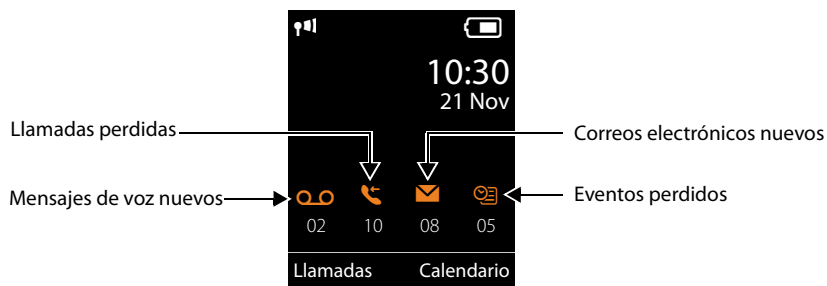 10:30
21 Nov
Llamadas perdidas
Correos electrónicos nuevos
Mensajes de voz nuevos
Eventos perdidos
02 10 08 05
Llamadas Calendario